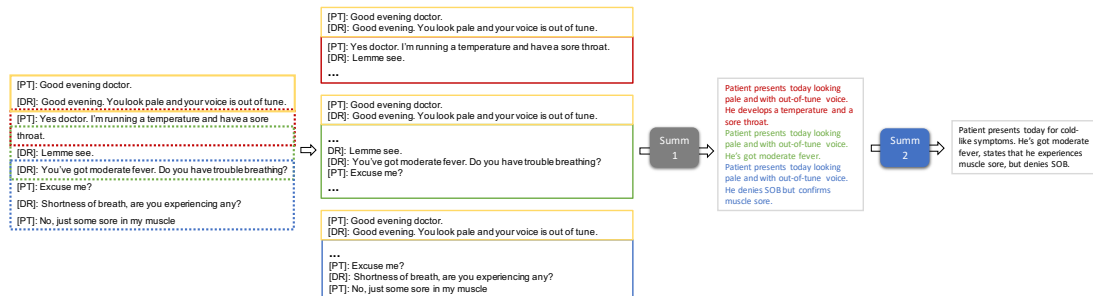 [PT]: Good evening doctor.
[DR]: Good evening. You look pale and your voice is out of tune.
[PT]: Yes doctor. I'm running a temperature and have a sore
throat.
[DR]: Lemme see.
[DR]: You've got moderate fever. Do you have trouble breathing?
[PT]: Excuse me?
[DR]: Shortness of breath, are you experiencing any?
[PT]: No, just some sore in my muscle
[PT]: Good evening doctor.
[DR]: Good evening. You look pale and your voice is out of tune.
[PT]: Yes doctor. I'm running a temperature and have a sore throat.
[DR]: Lemme see.
...
[PT]: Good evening doctor.
[DR]: Good evening. You look pale and your voice is out of tune.
...
DR]: Lemme see.
[DR]: You've got moderate fever. Do you have trouble breathing?
[PT]: Excuse me?
...
[PT]: Good evening doctor.
[DR]: Good evening. You look pale and your voice is out of tune.
...
[PT]: Excuse me?
[DR]: Shortness of breath, are you experiencing any?
[PT]: No, just some sore in my muscle
Summ
1
Patient presents today looking
pale and with out-of-tune voice.
He develops a temperature and a
sore throat.
Patient presents today looking
pale and with out-of-tune voice.
He's got moderate fever.
Patient presents today looking
pale and with out-of-tune voice.
He denies SOB but confirms
muscle sore.
Summ
2
Patient presents today for cold-
like symptoms. He's got moderate
fever, states that he experiences
muscle sore, but denies SOB.